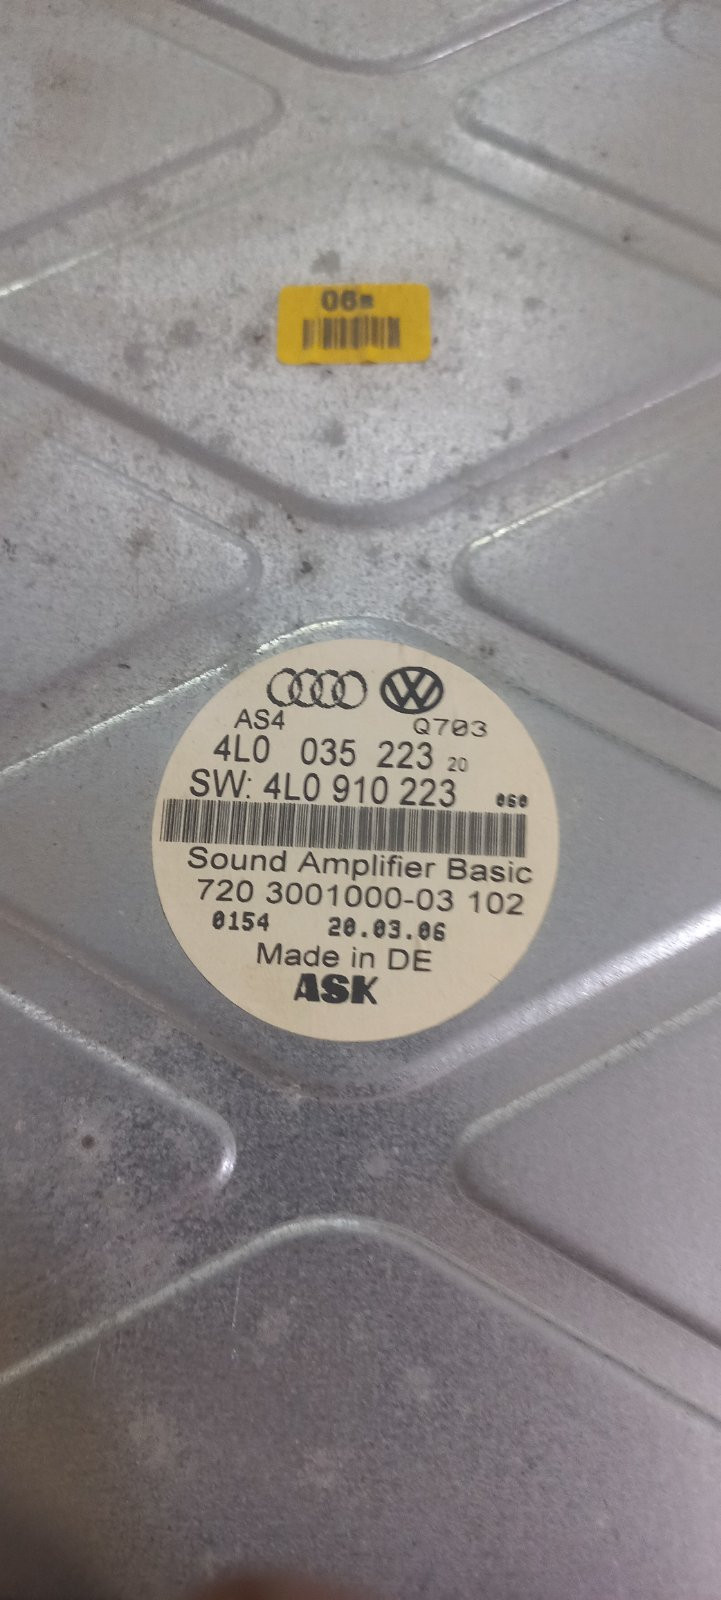 06
AS4 Q703
4L0 035 223 20
SW: 4L0 910 223 060
Sound Amplifier Basic
720 3001000-03 102
0154 20.03.06
Made in DE
ASK